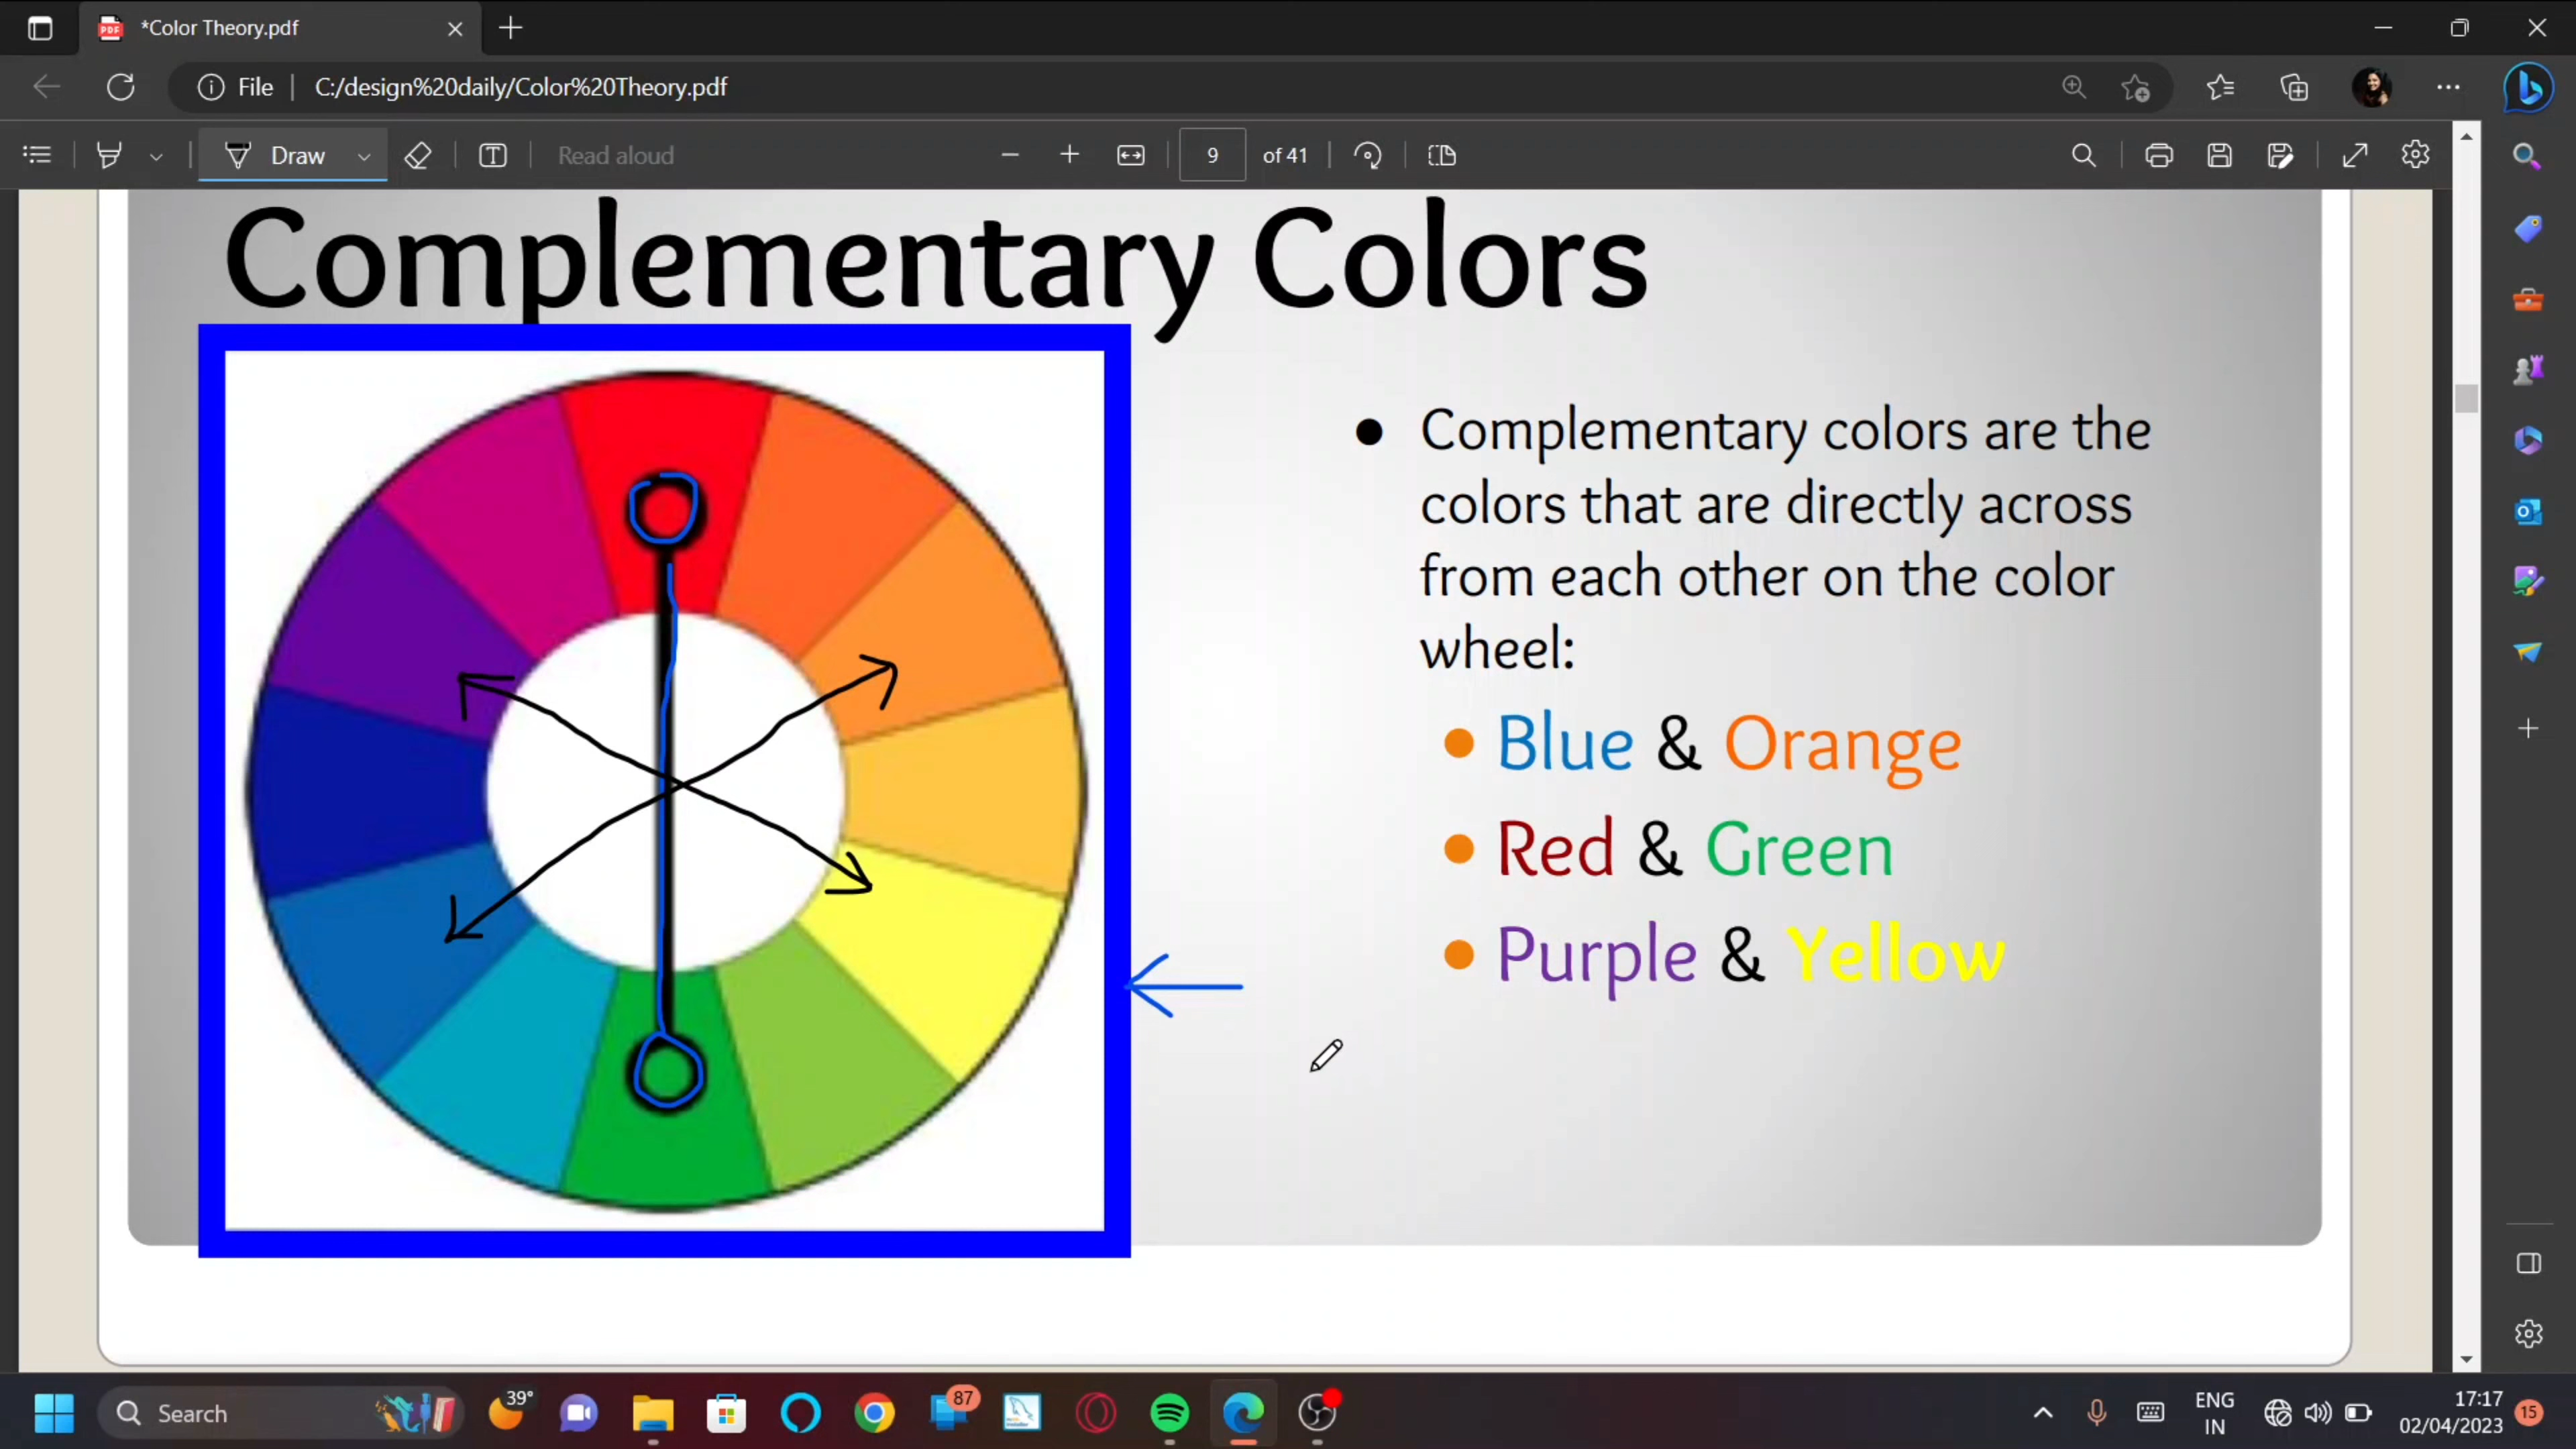 *Color Theory.pdf
File
C:/design%20daily/Color%20Theory.pdf
Draw
Read aloud
9
of 41
Complementary Colors
● Complementary colors are the
colors that are directly across
from each other on the color
wheel:
● Blue & Orange
● Red & Green
● Purple & Yellow
Search
39°
87
ENG
IN
17:17
02/04/2023
15